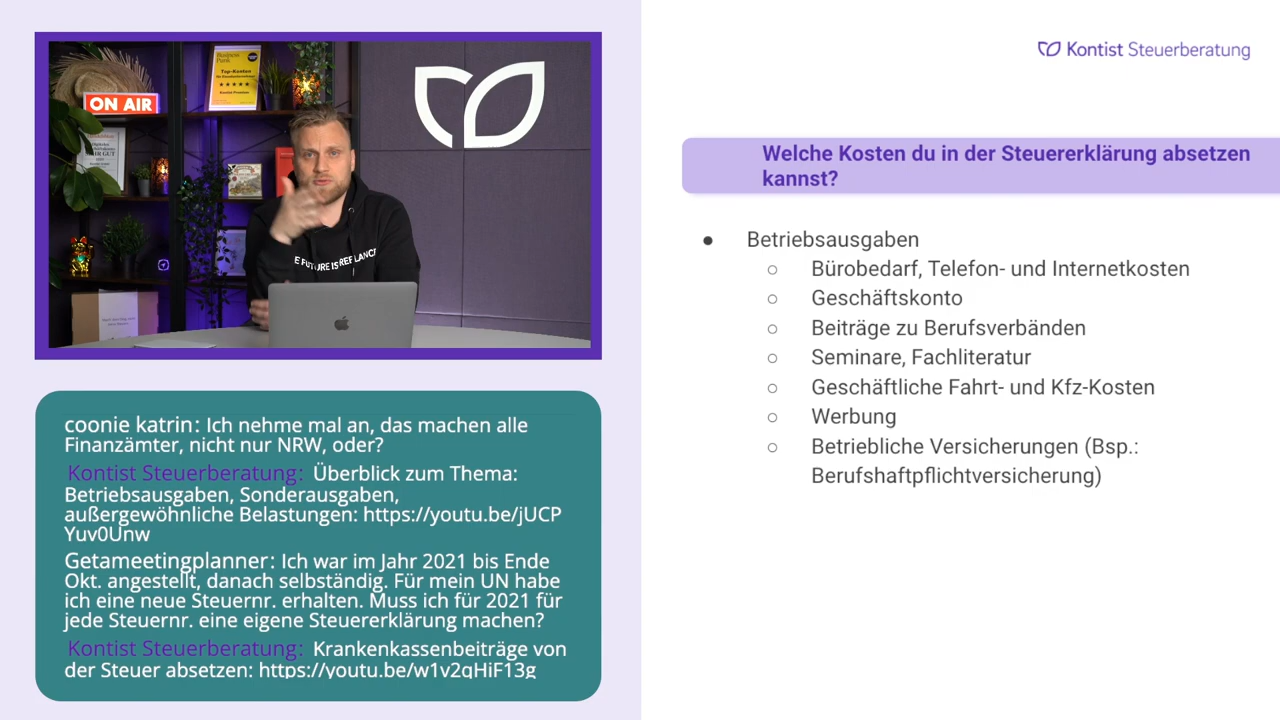 Business Punk
Top-Konten
★★★★★
ON AIR
Kontist Steuerberatung
Welche Kosten du in der Steuererklärung absetzen
kannst?
● Betriebsausgaben
○ Bürobedarf, Telefon- und Internetkosten
○ Geschäftskonto
○ Beiträge zu Berufsverbänden
○ Seminare, Fachliteratur
○ Geschäftliche Fahrt- und Kfz-Kosten
○ Werbung
○ Betriebliche Versicherungen (Bsp.:
Berufshaftpflichtversicherung)
coonie katrin: Ich nehme mal an, das machen alle
Finanzämter, nicht nur NRW, oder?
Kontist Steuerberatung: Überblick zum Thema:
Betriebsausgaben, Sonderausgaben,
außergewöhnliche Belastungen: https://youtu.be/jUCP
Yuv0Unw
Getameetingplanner: Ich war im Jahr 2021 bis Ende
Okt. angestellt, danach selbständig. Für mein UN habe
ich eine neue Steuernr. erhalten. Muss ich für 2021 für
jede Steuernr. eine eigene Steuererklärung machen?
Kontist Steuerberatung: Krankenkassenbeiträge von
der Steuer absetzen: https://youtu.be/w1v2qHiF13g